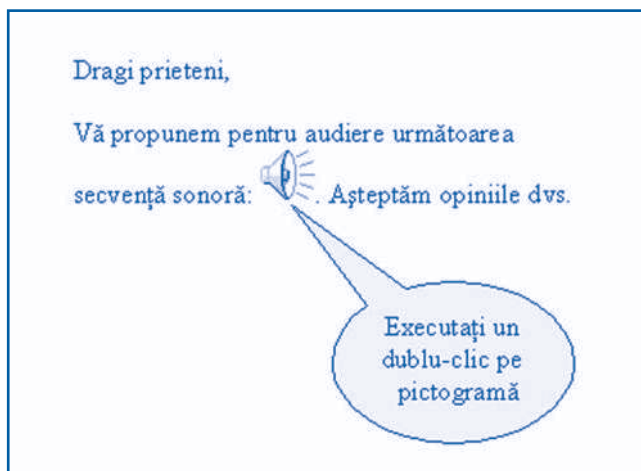 Dragi prieteni,
Vă propunem pentru audiere următoarea
secvență sonoră: . Așteptăm opiniile dvs.
Executați un
dublu-clic pe
pictogramă